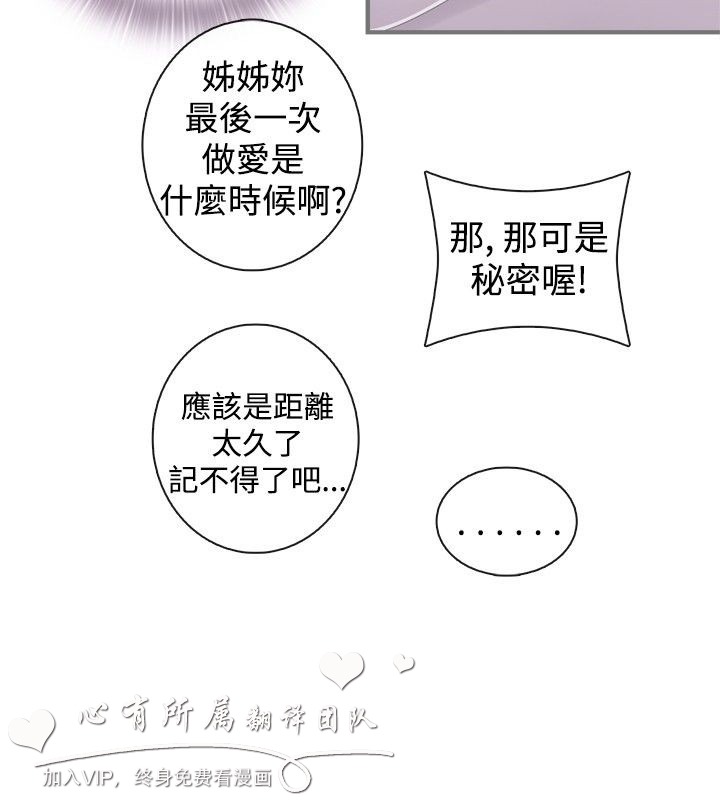 姊姊妳
最後一次
做愛是
什麼時候啊?
那, 那可是
秘密喔!
應該是距離
太久了
記不得了吧...
......
心有所属翻译团队
加入VIP，终身免费看漫画